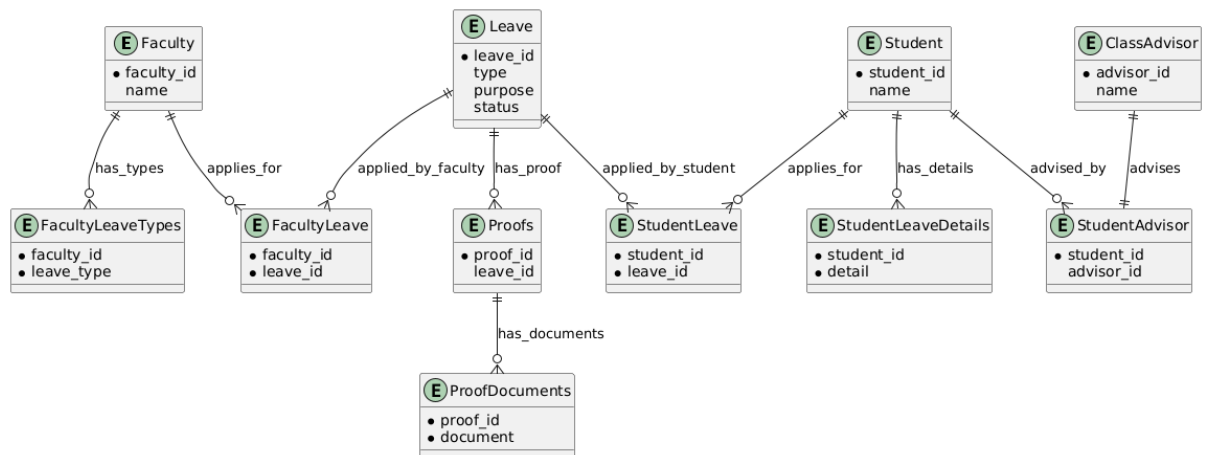 E Faculty
* faculty_id
name
E Leave
* leave_id
type
purpose
status
E Student
* student_id
name
E ClassAdvisor
* advisor_id
name
has_types
applies_for
applied_by_faculty
has_proof
applied_by_student
applies_for
has_details
advised_by
advises
E FacultyLeaveTypes
* faculty_id
* leave_type
E FacultyLeave
* faculty_id
* leave_id
E Proofs
* proof_id
leave_id
E StudentLeave
* student_id
* leave_id
E StudentLeaveDetails
* student_id
* detail
E StudentAdvisor
* student_id
advisor_id
has_documents
E ProofDocuments
* proof_id
* document